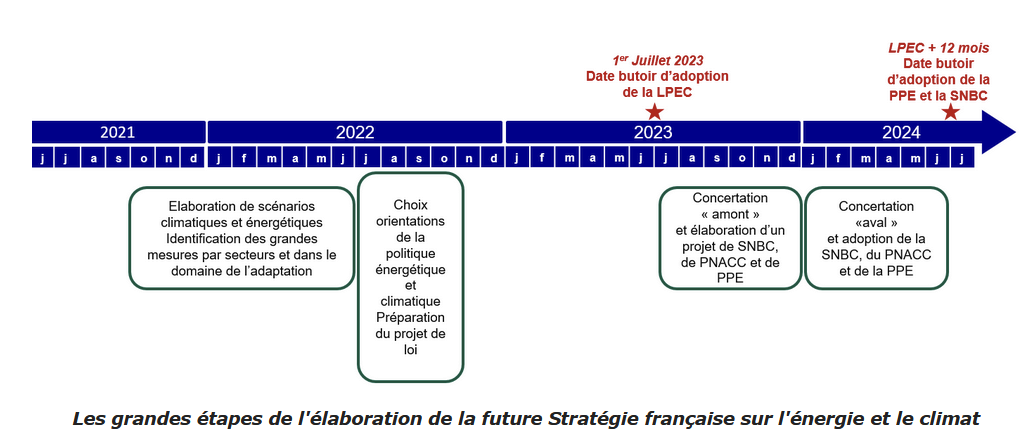 1er Juillet 2023
Date butoir d'adoption
de la LPEC
LPEC + 12 mois
Date butoir
d'adoption de la
PPE et la SNBC
2021 2022 2023 2024
j j a s o n d j f m a m j j a s o n d j f m a m j j a s o n d j f m a m j j
Elaboration de scénarios
climatiques et énergétiques
Identification des grandes
mesures par secteurs et dans le
domaine de l'adaptation
Choix
orientations
de la
politique
énergétique
et
climatique
Préparation
du projet de
loi
Concertation
« amont »
et élaboration d'un
projet de SNBC,
de PNACC et de
PPE
Concertation
«aval »
et adoption de la
SNBC, du PNACC
et de la PPE
Les grandes étapes de l'élaboration de la future Stratégie française sur l'énergie et le climat